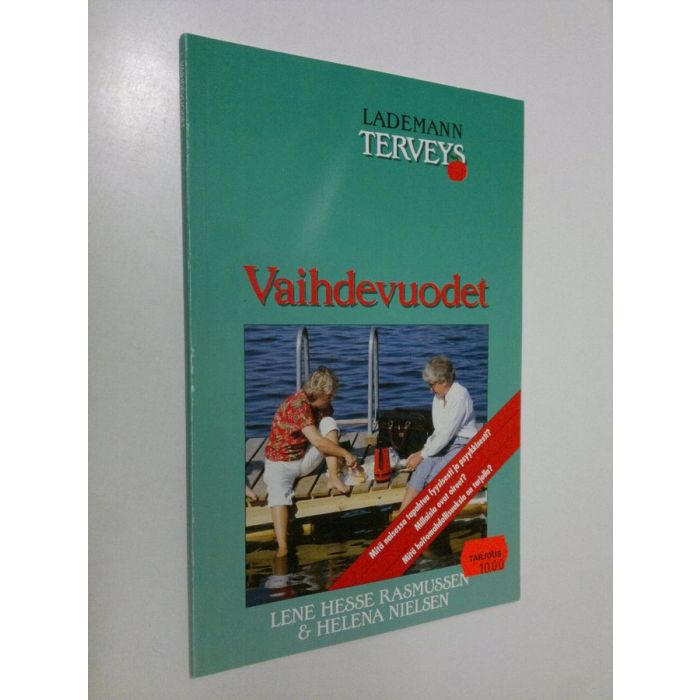 LADEMANN
TERVEYS
Vaihdevuodet
Mitä naisessa tapahtuu fyysisesti ja psyykkisesti?
Millaisia ovat oireet?
Mitä hoitomahdollisuuksia on tarjolla?
TARJOUS
10,00
LENE HESSE RASMUSSEN
& HELENA NIELSEN